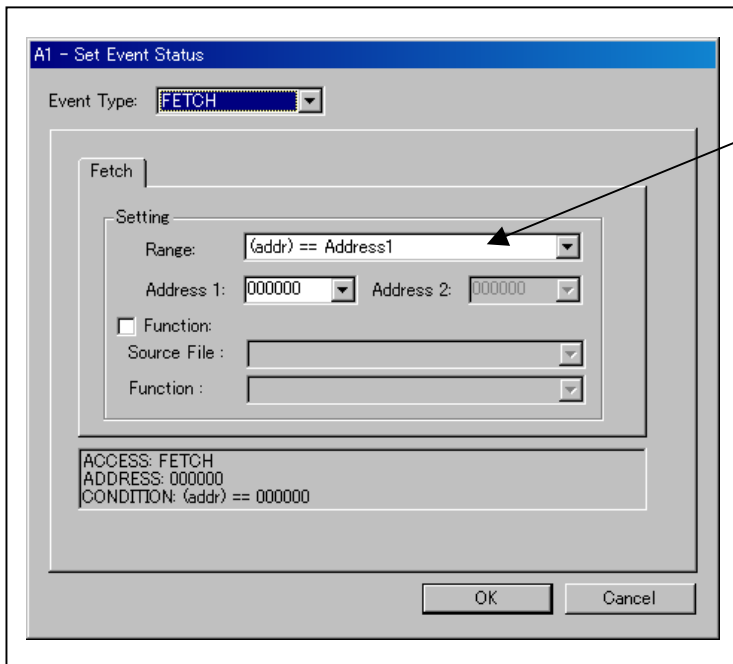 A1 - Set Event Status
Event Type: FETCH
Fetch
Setting
Range: (addr) == Address1
Address 1: 000000 Address 2: 000000
Function:
Source File :
Function :
ACCESS: FETCH
ADDRESS: 000000
CONDITION: (addr) == 000000
OK Cancel